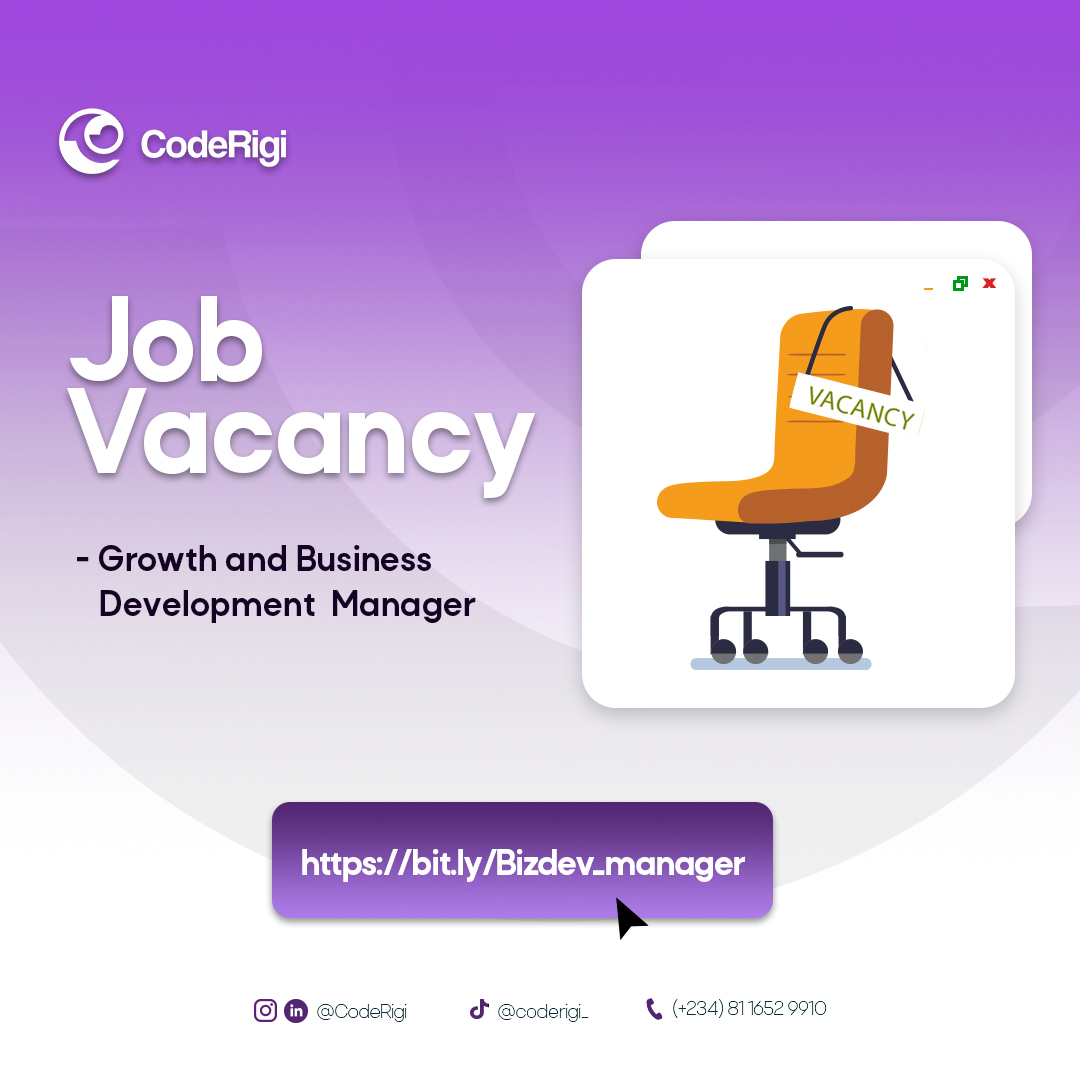 CodeRigi
Job
Vacancy
VACANCY
- Growth and Business
Development Manager
https://bit.ly/Bizdev_manager
@CodeRigi
@coderigi_
(+234) 81 1652 9910